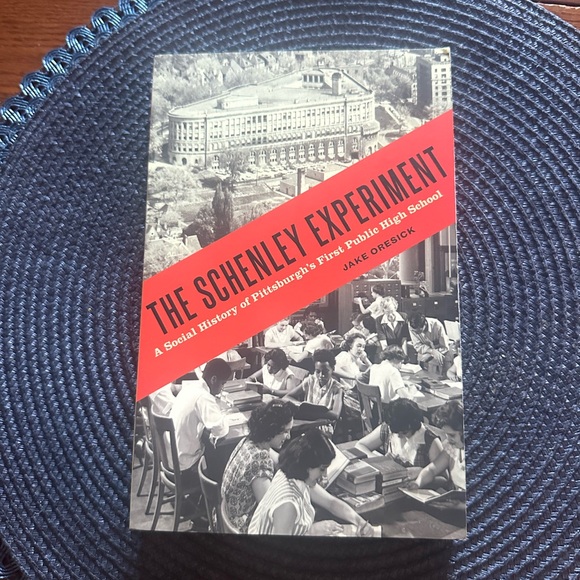 THE SCHENLEY EXPERIMENT
A Social History of Pittsburgh's First Public High School
JAKE ORESICK